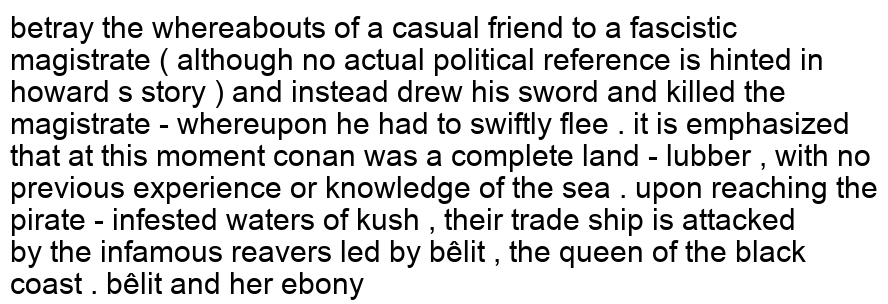 betray the whereabouts of a casual friend to a fascistic
magistrate ( although no actual political reference is hinted in
howard s story ) and instead drew his sword and killed the
magistrate - whereupon he had to swiftly flee . it is emphasized
that at this moment conan was a complete land - lubber , with no
previous experience or knowledge of the sea . upon reaching the
pirate - infested waters of kush , their trade ship is attacked
by the infamous reavers led by bêlit , the queen of the black
coast . bêlit and her ebony